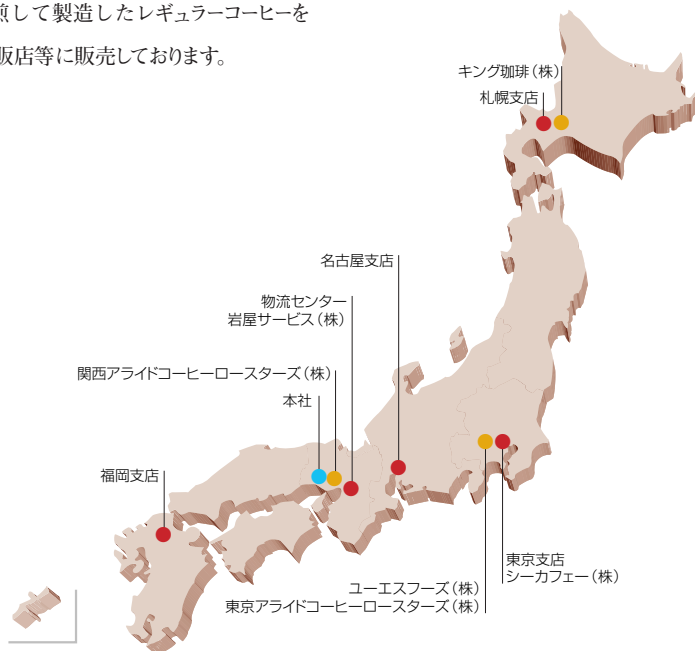 煎して製造したレギュラーコーヒーを
販店等に販売しております。
キング珈琲（株）
札幌支店
名古屋支店
物流センター
岩屋サービス（株）
関西アライドコーヒーロースターズ（株）
本社
福岡支店
東京支店
シーカフェー（株）
ユーエスフーズ（株）
東京アライドコーヒーロースターズ（株）